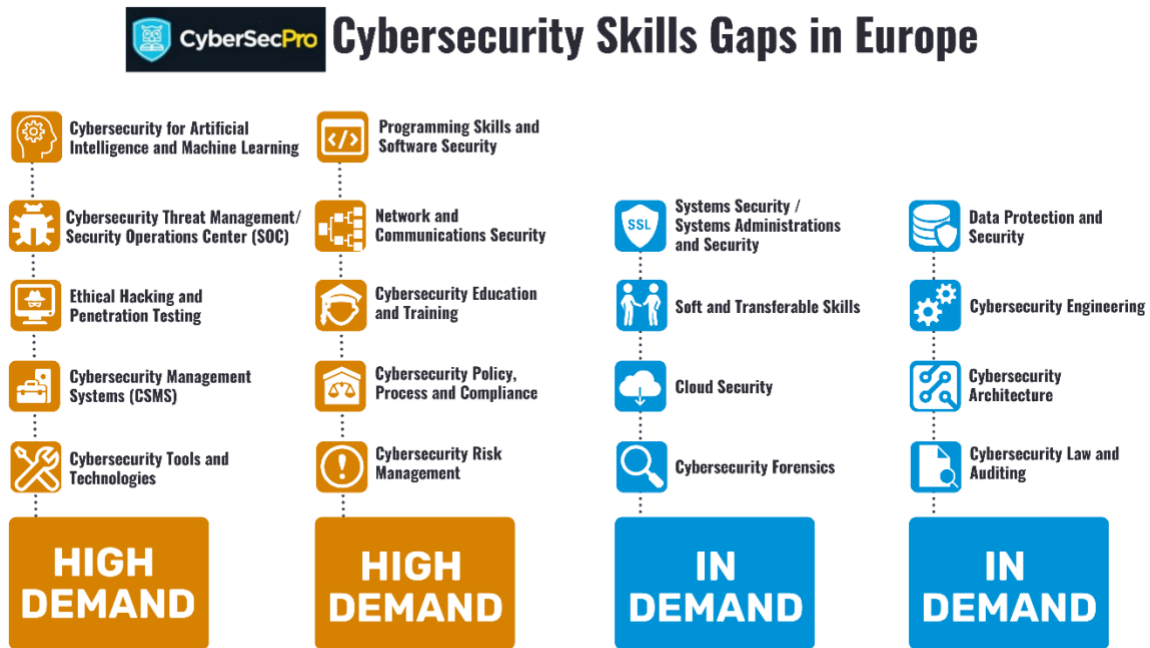 CyberSecPro
Cybersecurity Skills Gaps in Europe
Cybersecurity for Artificial
Intelligence and Machine Learning
Cybersecurity Threat Management/
Security Operations Center (SOC)
Ethical Hacking and
Penetration Testing
Cybersecurity Management
Systems (CSMS)
Cybersecurity Tools and
Technologies
HIGH
DEMAND
</>
Programming Skills and
Software Security
Network and
Communications Security
Cybersecurity Education
and Training
Cybersecurity Policy,
Process and Compliance
Cybersecurity Risk
Management
HIGH
DEMAND
SSL
Systems Security /
Systems Administrations
and Security
Soft and Transferable Skills
Cloud Security
Cybersecurity Forensics
IN
DEMAND
Data Protection and
Security
Cybersecurity Engineering
Cybersecurity
Architecture
Cybersecurity Law and
Auditing
IN
DEMAND